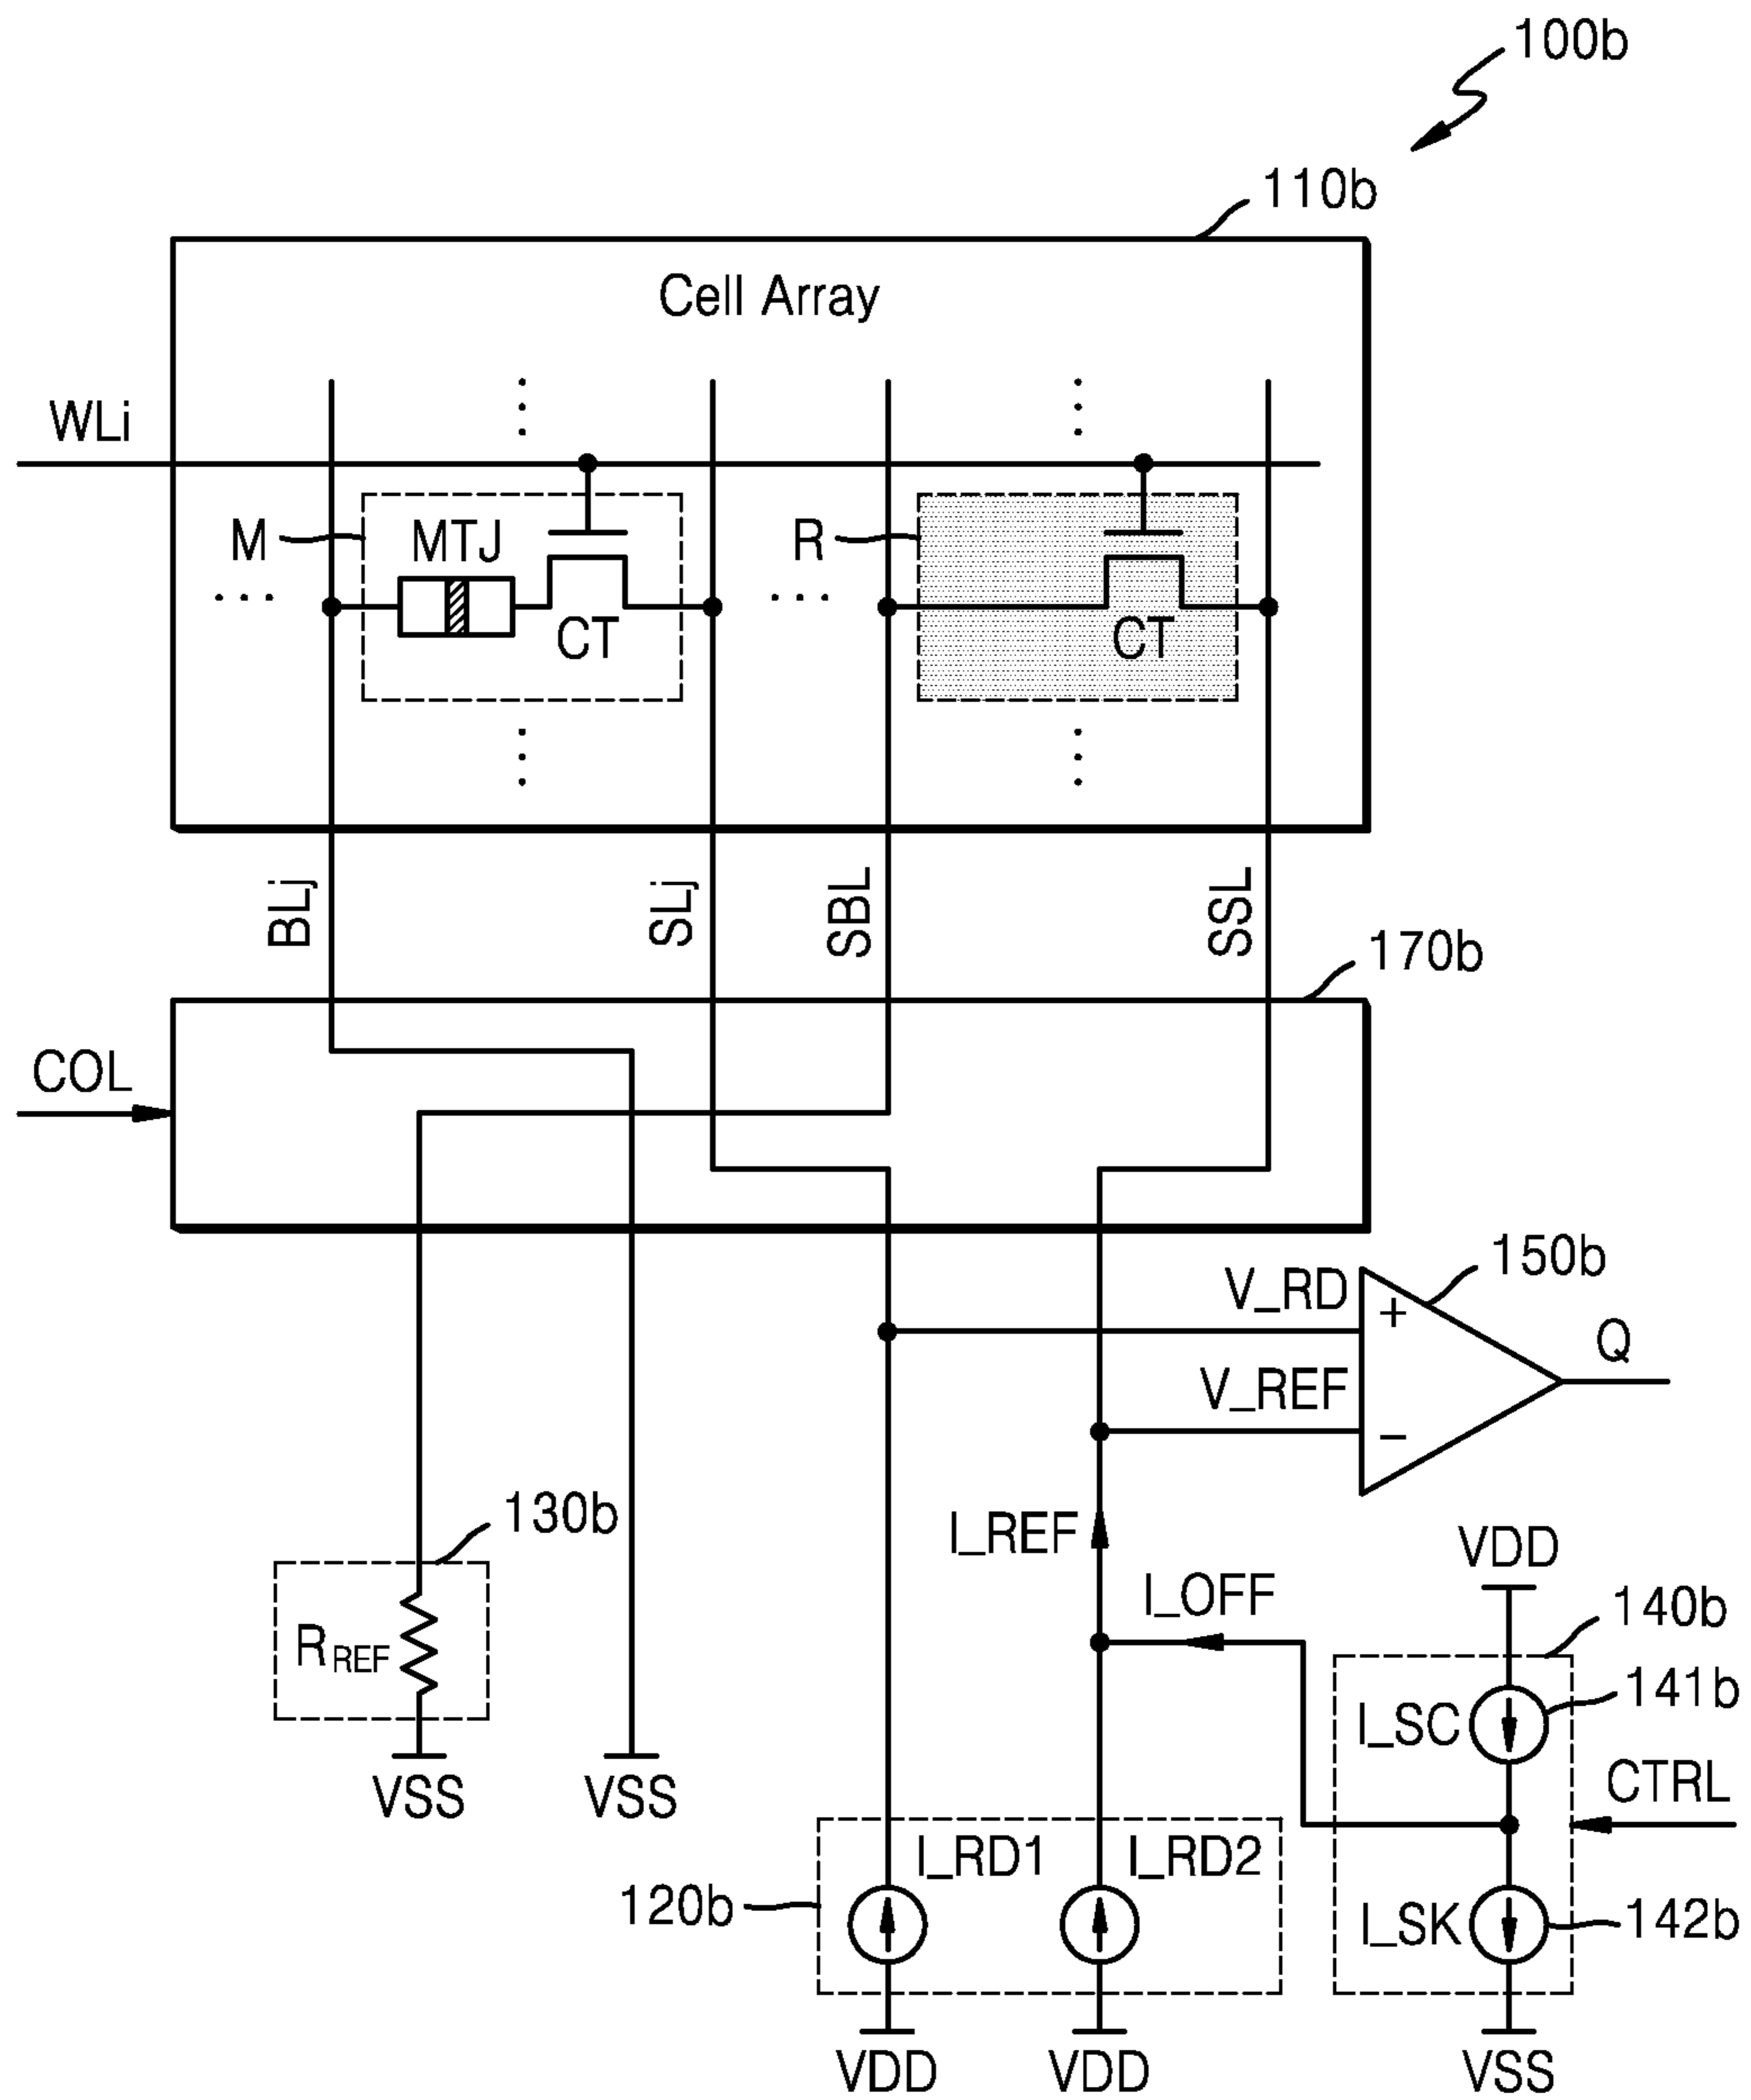 100b
110b
Cell Array
WLi
M
MTJ
CT
R
CT
BLj
SLj
SBL
SSL
170b
COL
150b
V_RD
+
Q
V_REF
−
130b
I_REF
VDD
I_OFF
140b
RREF
141b
I_SC
VSS
VSS
CTRL
I_RD1
I_RD2
120b
I_SK
142b
VDD
VDD
VSS